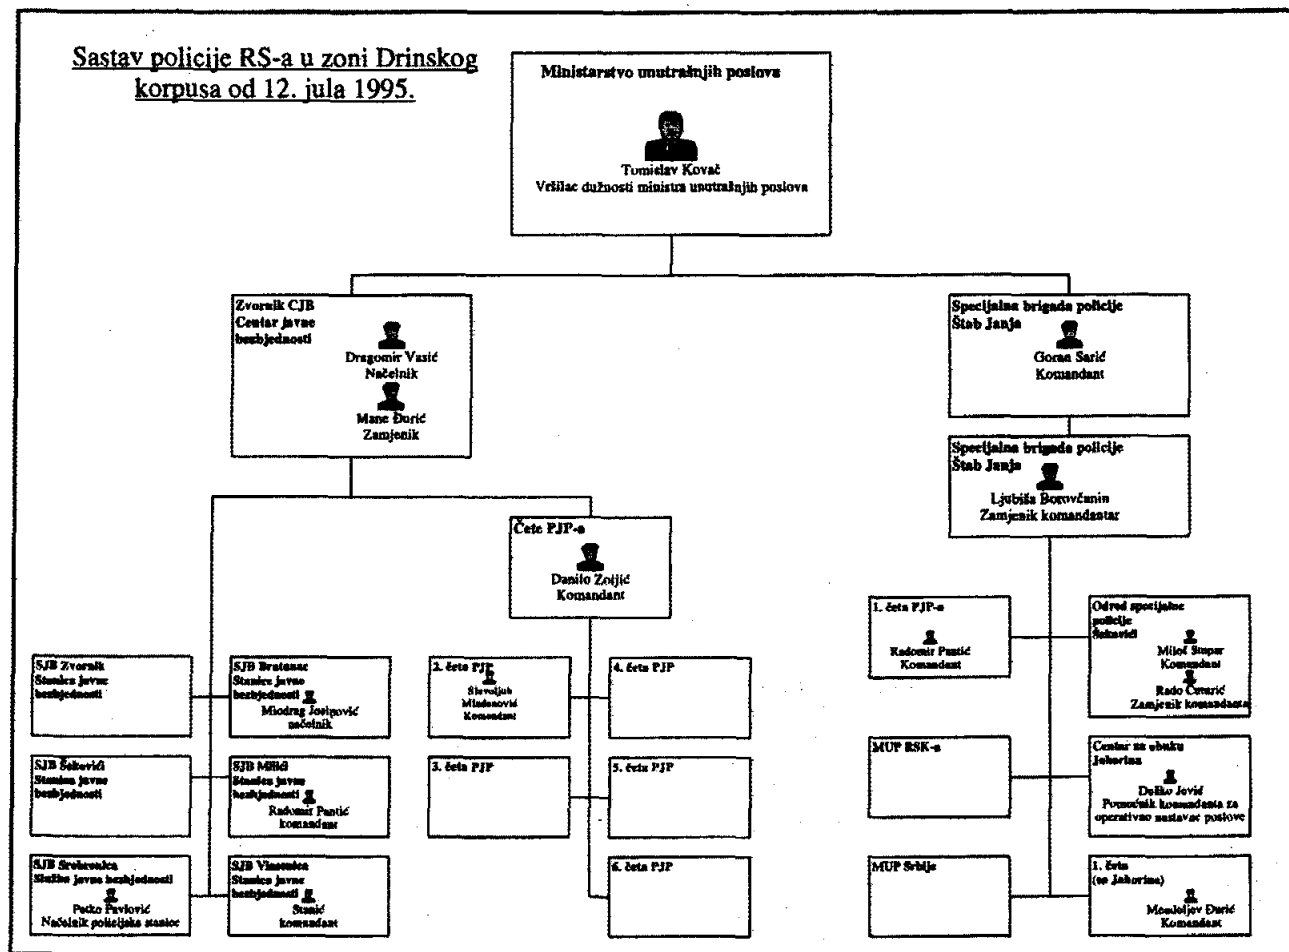 Sastav policije RS-a u zoni Drinskog
korpusa od 12. jula 1995.
Ministarstvo unutrašnjih poslova
Tomislav Kovač
Vršilac dužnosti ministra unutrašnjih poslova
Zvornik CJB
Centar javne
bezbjednosti
Dragomir Vasić
Načelnik
Mane Đurić
Zamjenik
Specijalna brigada policije
Štab Janja
Goran Sarić
Komandant
Specijalna brigada policije
Štab Janja
Ljubiša Borovčanin
Zamjenik komandantar
Čete PJP-a
Danilo Zoljić
Komandant
1. četa PJP-a
Radomir Pantić
Komandant
Odred specijalne
policije
Šekovići
Miloš Stupar
Komandant
Rado Čuturić
Zamjenik komandanta
SJB Zvornik
Stanica javne
bezbjednosti
SJB Bratunac
Stanica javne
bezbjednosti
Miodrag Josipović
načelnik
2. četa PJP
Slavoljub
Mlađenović
Komandant
4. četa PJP
SJB Šekovići
Stanica javne
bezbjednosti
SJB Milići
Stanica javne
bezbjednosti
Radomir Pantić
komandant
3. četa PJP
5. četa PJP
MUP RSK-a
Centar za obuku
Jahorina
Duško Jević
Pomoćnik komandanta za
operativno nastavne poslove
SJB Srebrenica
Služba javne bezbjednosti
Petko Pavlović
Načelnik policijske stanice
SJB Vlasenica
Stanica javne
bezbjednosti
Stanić
komandant
6. četa PJP
MUP Srbije
1. četa
(sa Jahorine)
Mendeljev Đurić
Komandant